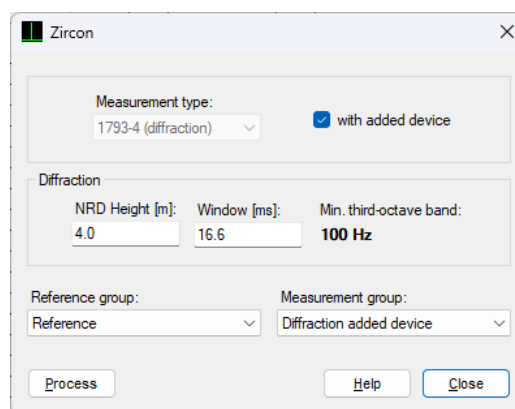 Zircon
Measurement type:
1793-4 (diffraction)
with added device
Diffraction
NRD Height [m]: Window [ms]: Min. third-octave band:
4.0 16.6 100 Hz
Reference group: Measurement group:
Reference Diffraction added device
Process Help Close